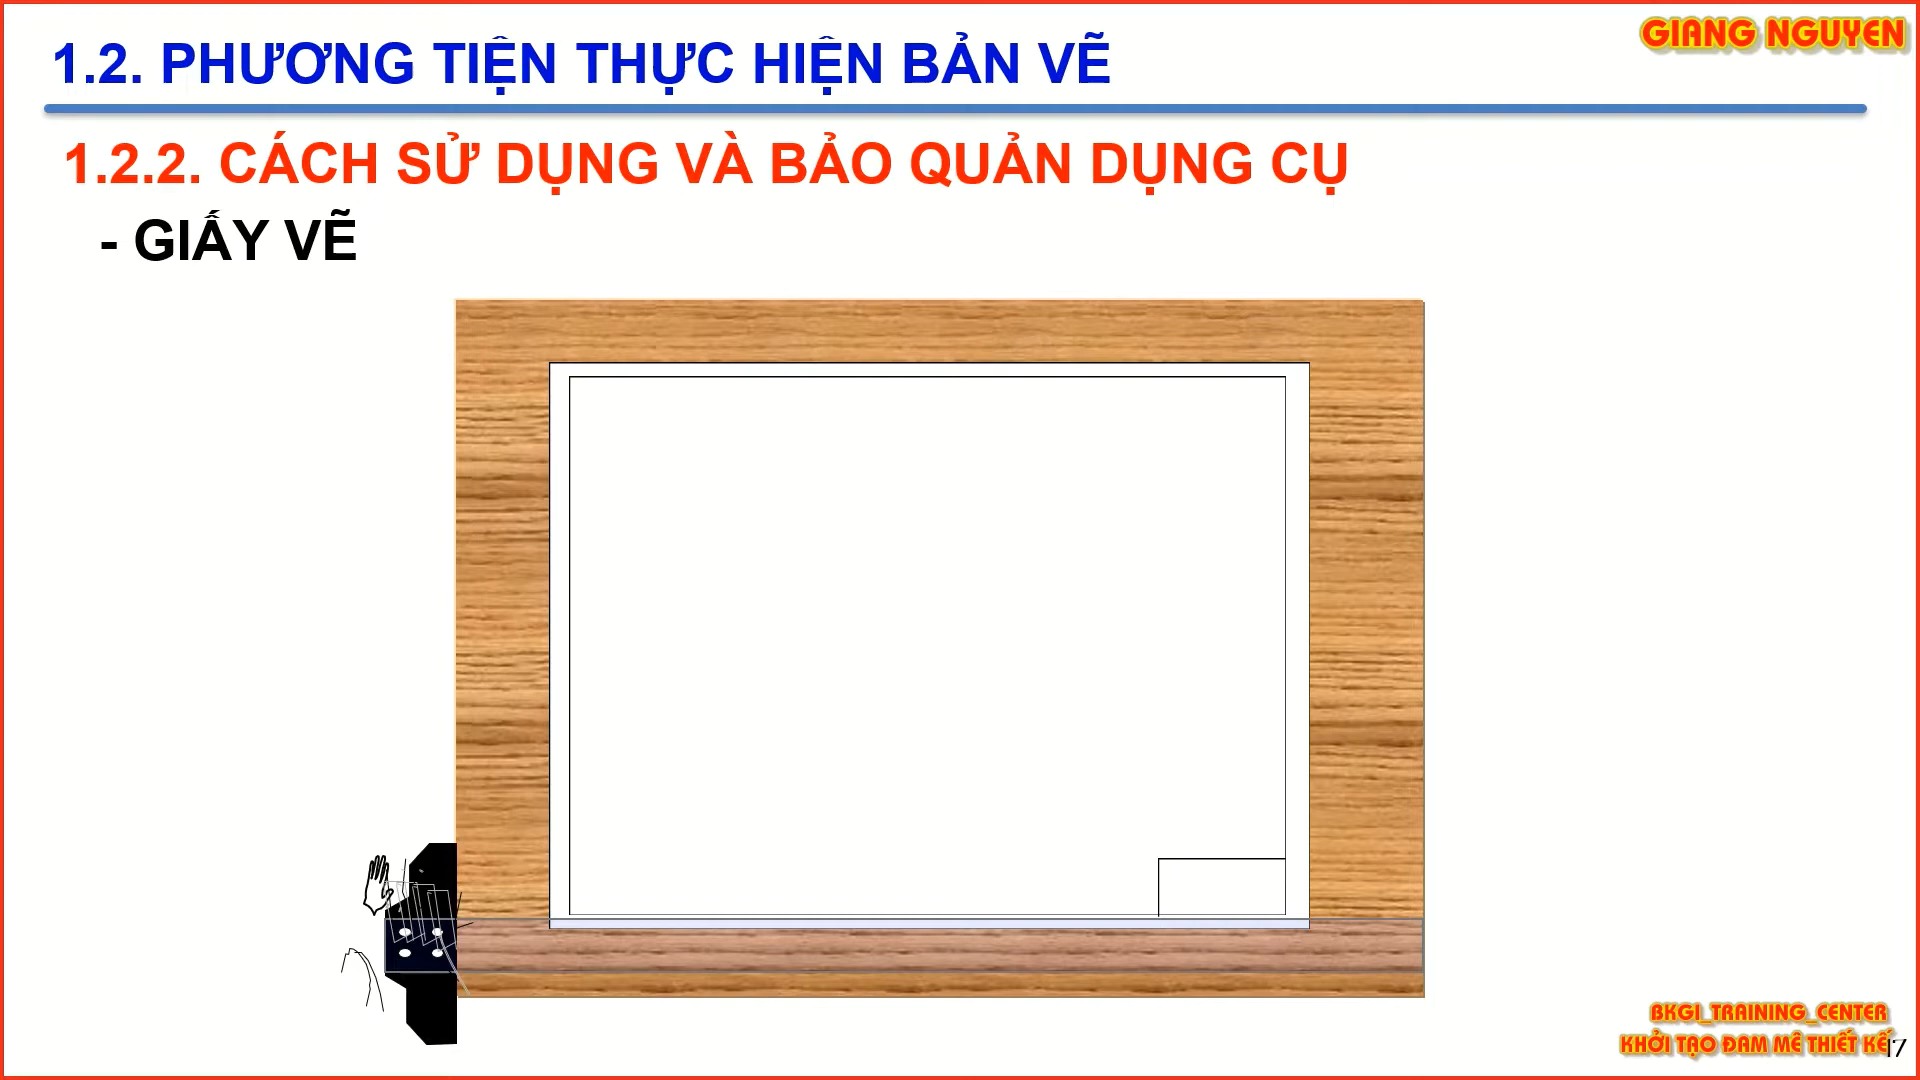 GIANG NGUYEN
1.2. PHƯƠNG TIỆN THỰC HIỆN BẢN VẼ
1.2.2. CÁCH SỬ DỤNG VÀ BẢO QUẢN DỤNG CỤ
- GIẤY VẼ
BKGI_TRAINING_CENTER
KHỞI TẠO ĐAM MÊ THIẾT KẾ
17